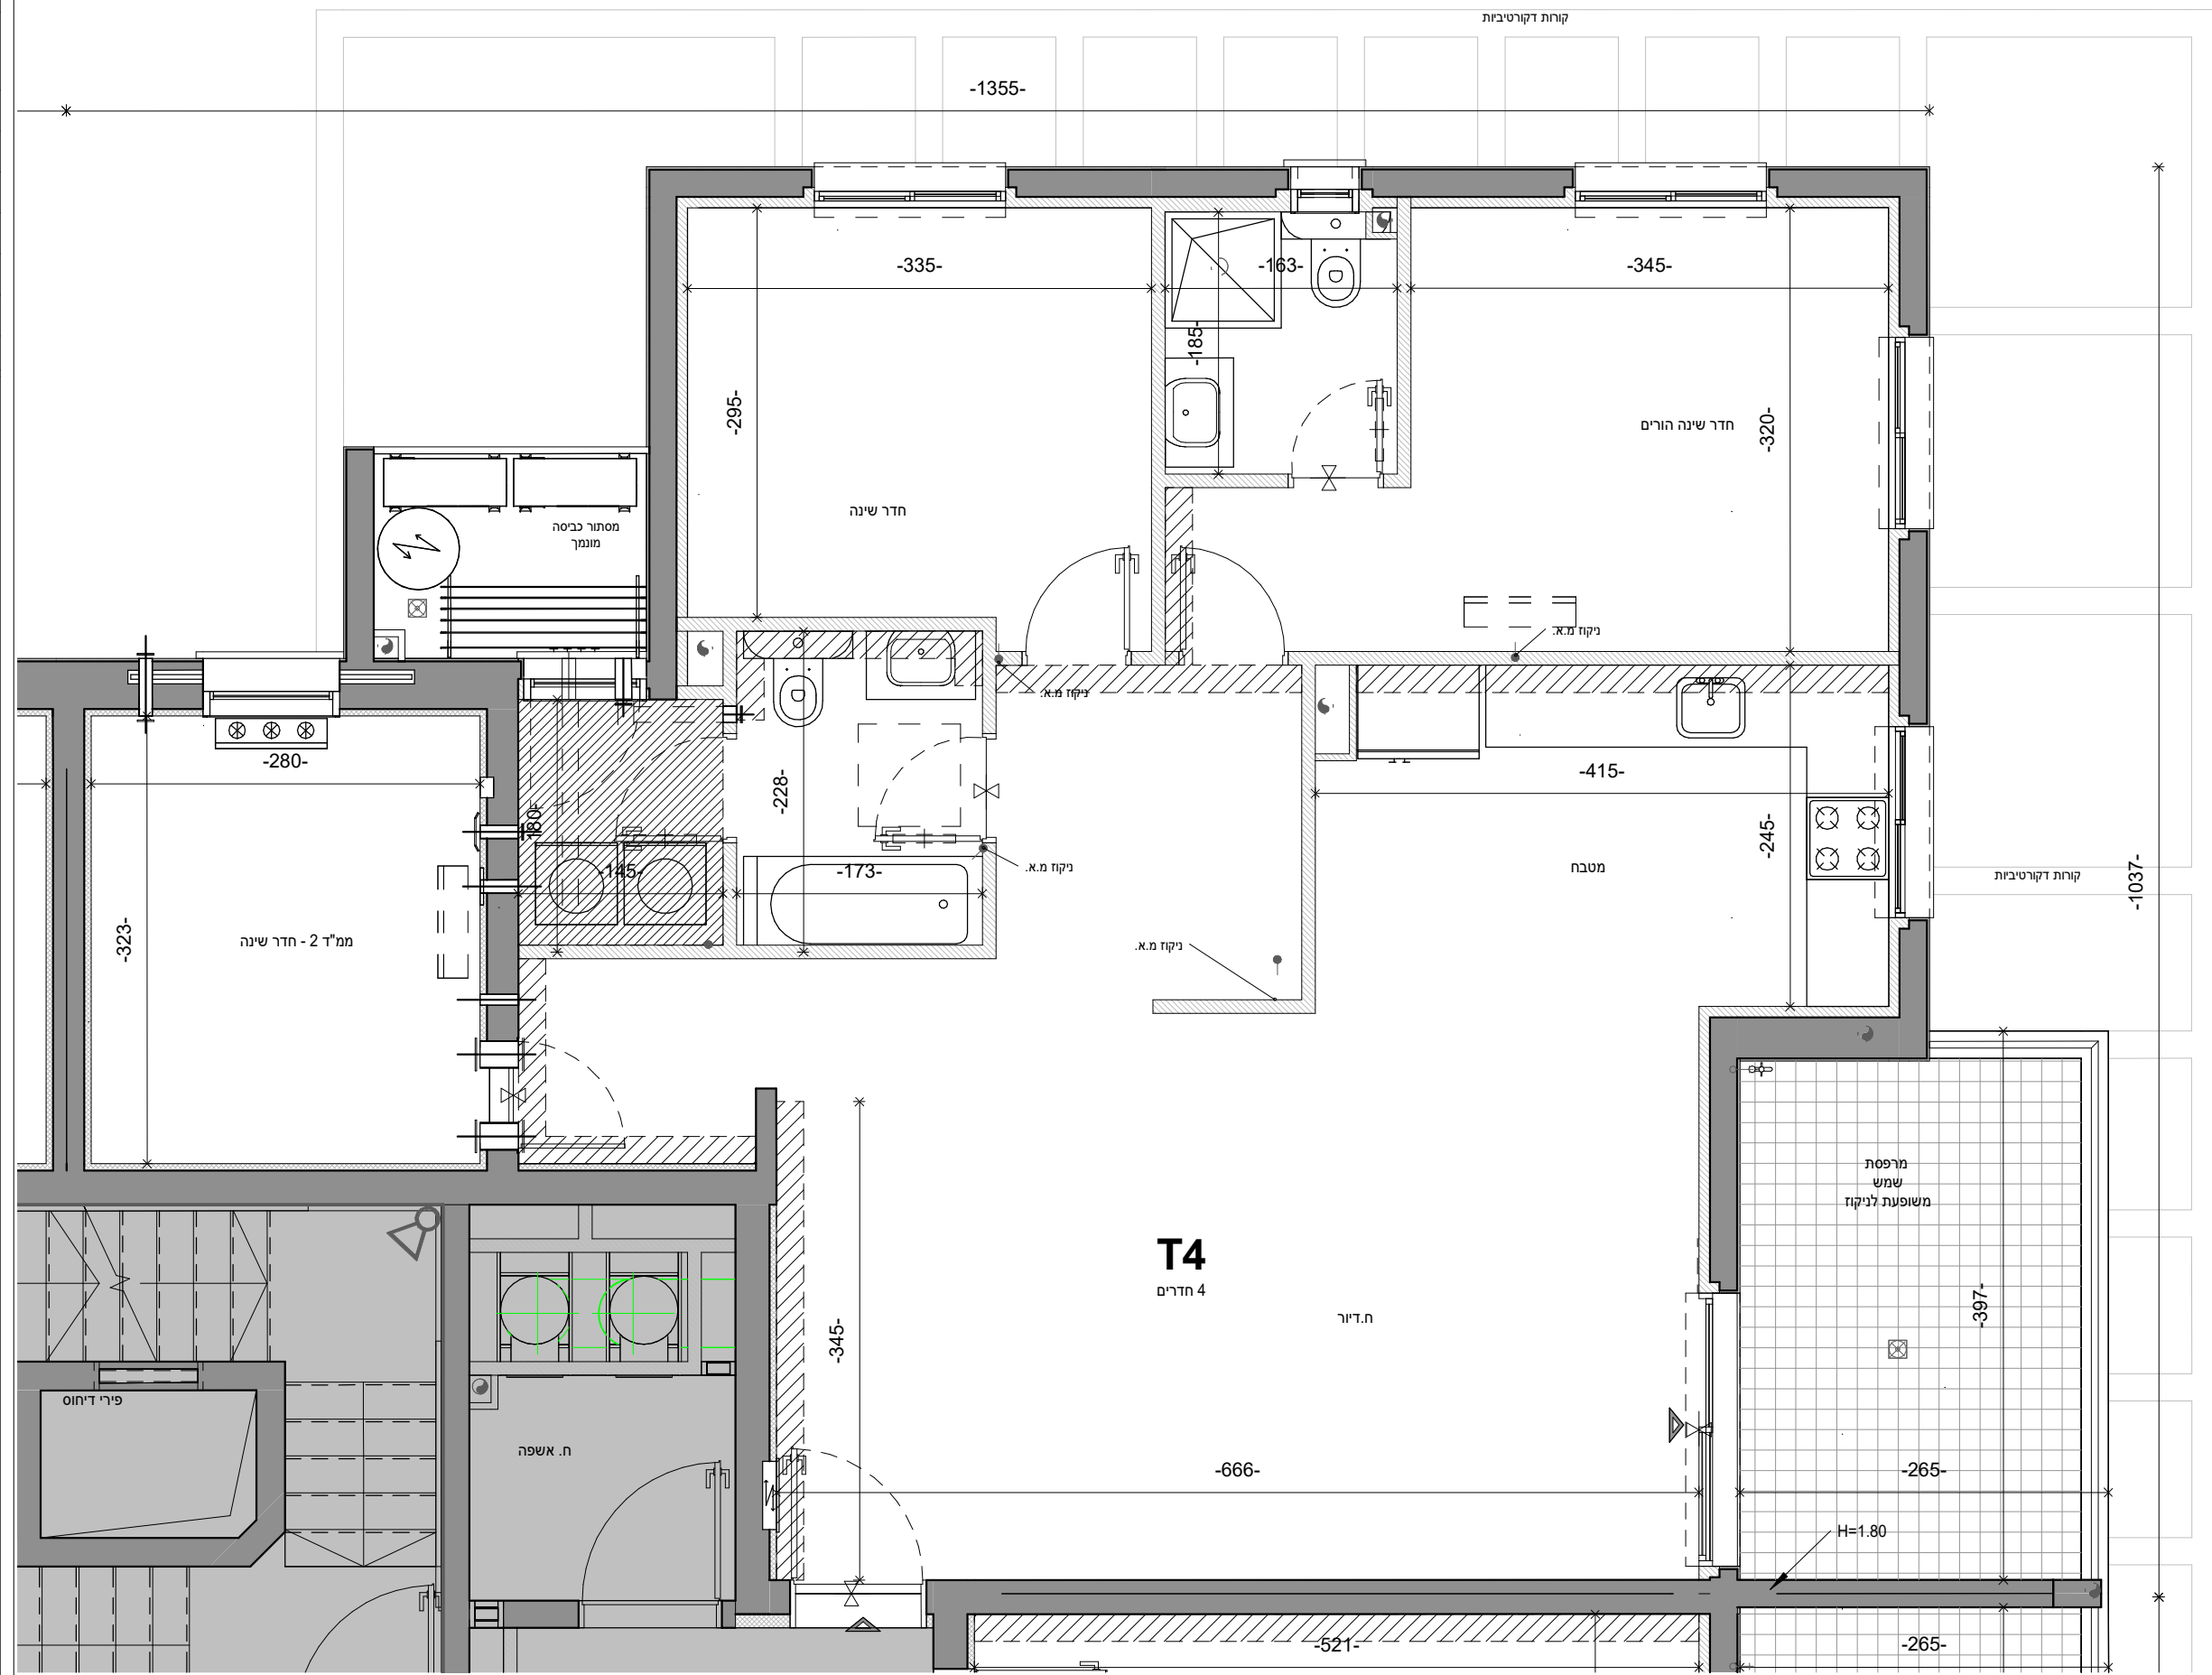 קורות דקורטיביות
-1355-
-335-
-163-
-345-
-185-
-295-
-320-
חדר שינה הורים
חדר שינה
מסתור כביסה
מונמך
ניקוז מ.א.
ניקוז מ.א.
-280-
-415-
-228-
-180-
-245-
מטבח
-145-
-173-
ניקוז מ.א.
קורות דקורטיביות
-1037-
-323-
ממ"ד 2 - חדר שינה
ניקוז מ.א.
מרפסת
שמש
משופעת לניקוז
T4
4 חדרים
ח.דיור
-345-
-397-
פירי דיחוס
ח. אשפה
-666-
-265-
H=1.80
-521-
-265-